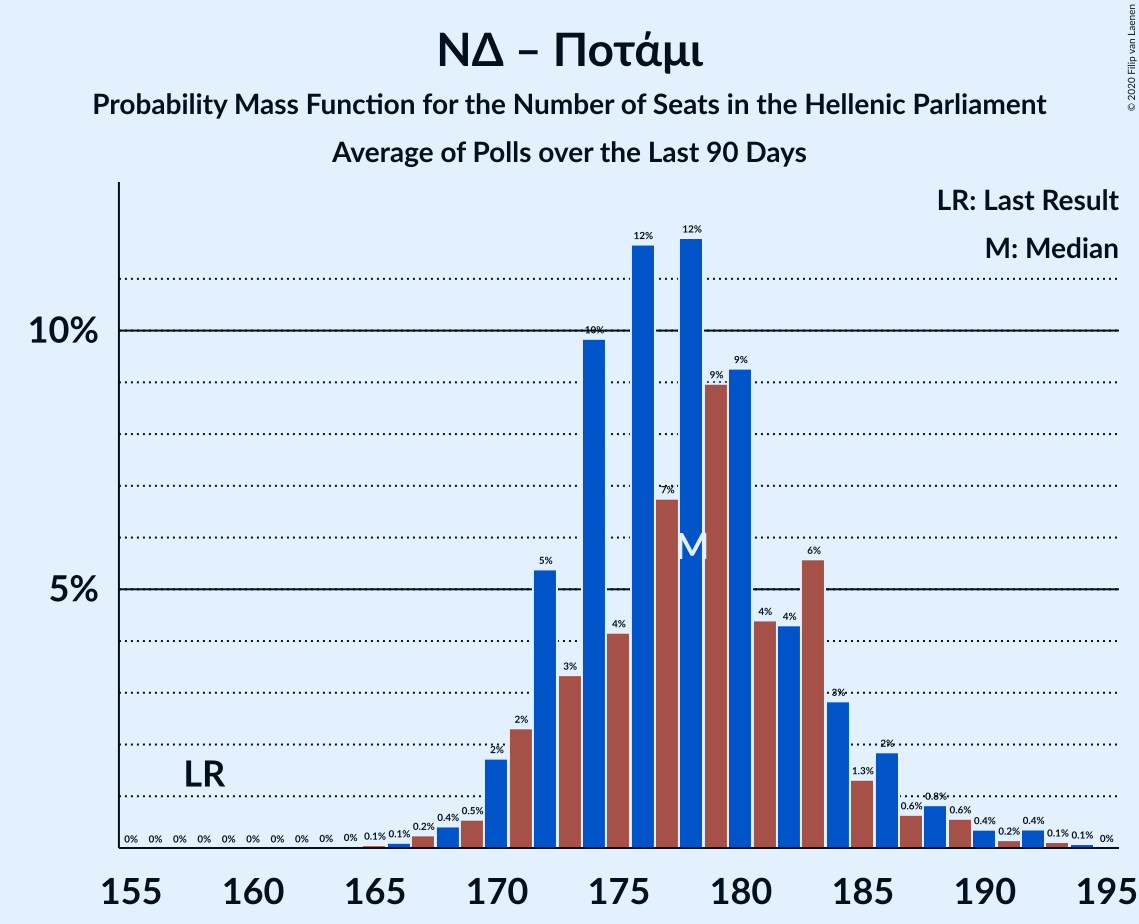 ΝΔ – Ποτάμι
Probability Mass Function for the Number of Seats in the Hellenic Parliament
Average of Polls over the Last 90 Days
© 2020 Filip van Laenen
LR: Last Result
M: Median
10%
5%
0% 0% 0% 0% 0% 0% 0% 0% 0% 0% 0.1% 0.1% 0.2% 0.4% 0.5% 2% 2% 5% 3% 10% 4% 12% 7% 12% 9% 9% 4% 4% 6% 3% 1.3% 2% 0.6% 0.8% 0.6% 0.4% 0.2% 0.4% 0.1% 0.1% 0%
LR
M
155 160 165 170 175 180 185 190 195